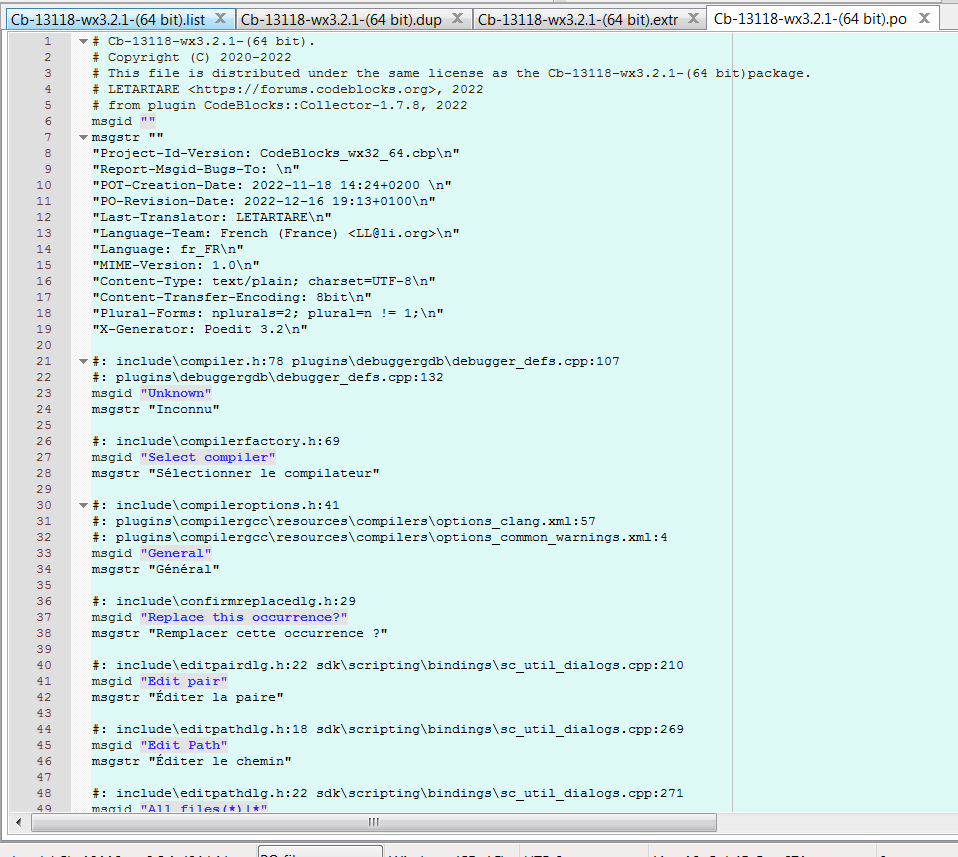 Cb-13118-wx3.2.1-(64 bit).list Cb-13118-wx3.2.1-(64 bit).dup Cb-13118-wx3.2.1-(64 bit).extr Cb-13118-wx3.2.1-(64 bit).po
1 # Cb-13118-wx3.2.1-(64 bit).
2 # Copyright (C) 2020-2022
3 # This file is distributed under the same license as the Cb-13118-wx3.2.1-(64 bit)package.
4 # LETARTARE <https://forums.codeblocks.org>, 2022
5 # from plugin CodeBlocks::Collector-1.7.8, 2022
6 msgid ""
7 msgstr ""
8 "Project-Id-Version: CodeBlocks_wx32_64.cbp\n"
9 "Report-Msgid-Bugs-To: \n"
10 "POT-Creation-Date: 2022-11-18 14:24+0200 \n"
11 "PO-Revision-Date: 2022-12-16 19:13+0100\n"
12 "Last-Translator: LETARTARE\n"
13 "Language-Team: French (France) <LL@li.org>\n"
14 "Language: fr_FR\n"
15 "MIME-Version: 1.0\n"
16 "Content-Type: text/plain; charset=UTF-8\n"
17 "Content-Transfer-Encoding: 8bit\n"
18 "Plural-Forms: nplurals=2; plural=n != 1;\n"
19 "X-Generator: Poedit 3.2\n"
20
21 #: include\compiler.h:78 plugins\debuggergdb\debugger_defs.cpp:107
22 #: plugins\debuggergdb\debugger_defs.cpp:132
23 msgid "Unknown"
24 msgstr "Inconnu"
25
26 #: include\compilerfactory.h:69
27 msgid "Select compiler"
28 msgstr "Sélectionner le compilateur"
29
30 #: include\compileroptions.h:41
31 #: plugins\compilergcc\resources\compilers\options_clang.xml:57
32 #: plugins\compilergcc\resources\compilers\options_common_warnings.xml:4
33 msgid "General"
34 msgstr "Général"
35
36 #: include\confirmreplacedlg.h:29
37 msgid "Replace this occurrence?"
38 msgstr "Remplacer cette occurrence ?"
39
40 #: include\editpairdlg.h:22 sdk\scripting\bindings\sc_util_dialogs.cpp:210
41 msgid "Edit pair"
42 msgstr "Éditer la paire"
43
44 #: include\editpathdlg.h:18 sdk\scripting\bindings\sc_util_dialogs.cpp:269
45 msgid "Edit Path"
46 msgstr "Éditer le chemin"
47
48 #: include\editpathdlg.h:22 sdk\scripting\bindings\sc_util_dialogs.cpp:271
49 msgid "All files(*)|*"